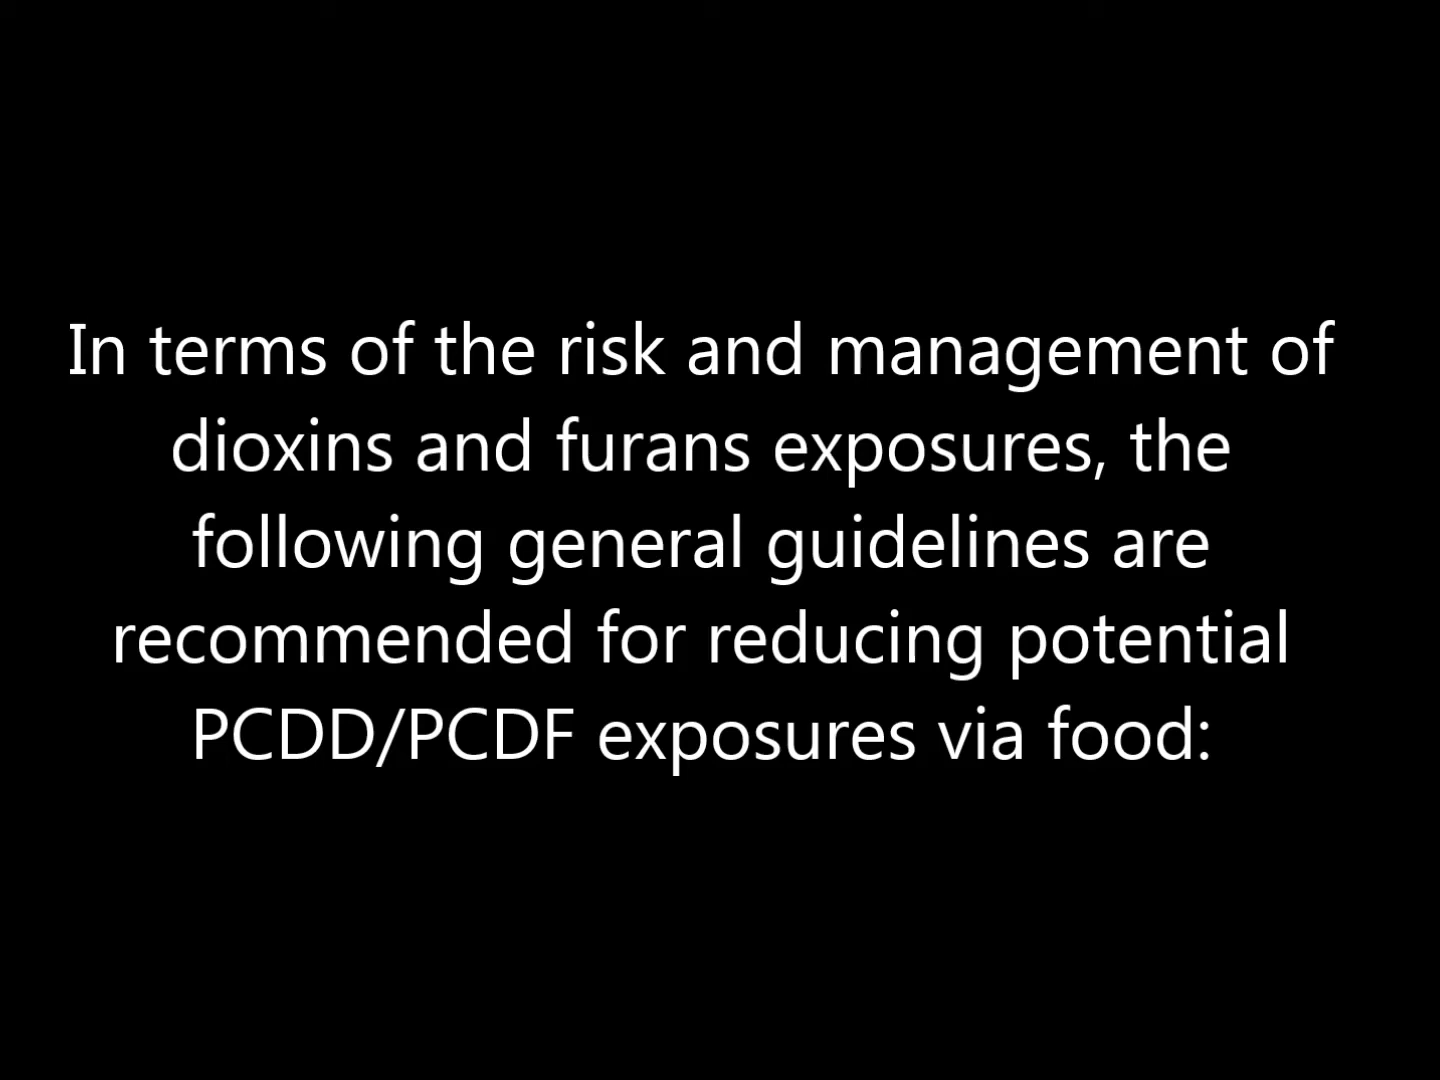 In terms of the risk and management of
dioxins and furans exposures, the
following general guidelines are
recommended for reducing potential
PCDD/PCDF exposures via food: